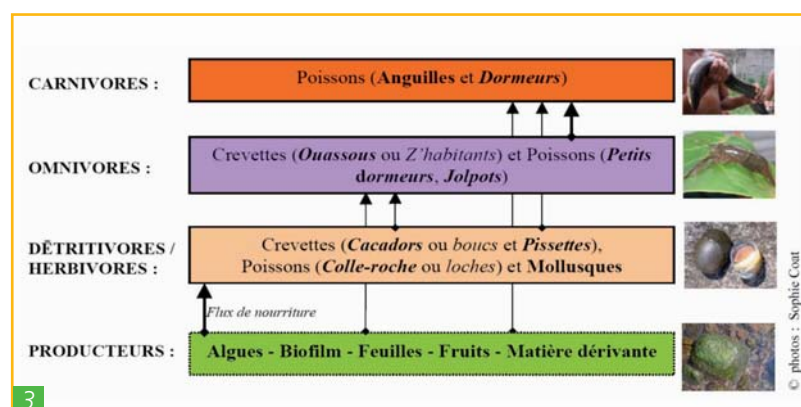 CARNIVORES :
Poissons (Anguilles et Dormeurs)
OMNIVORES :
Crevettes (Ouassous ou Z'habitants) et Poissons (Petits
dormeurs, Jolpots)
DÊTRITIVORES /
HERBIVORES :
Crevettes (Cacadors ou boucs et Pissettes),
Poissons (Colle-roche ou loches) et Mollusques
Flux de nourriture
PRODUCTEURS :
Algues - Biofilm - Feuilles - Fruits - Matière dérivante
© photos : Sophie Coat
3